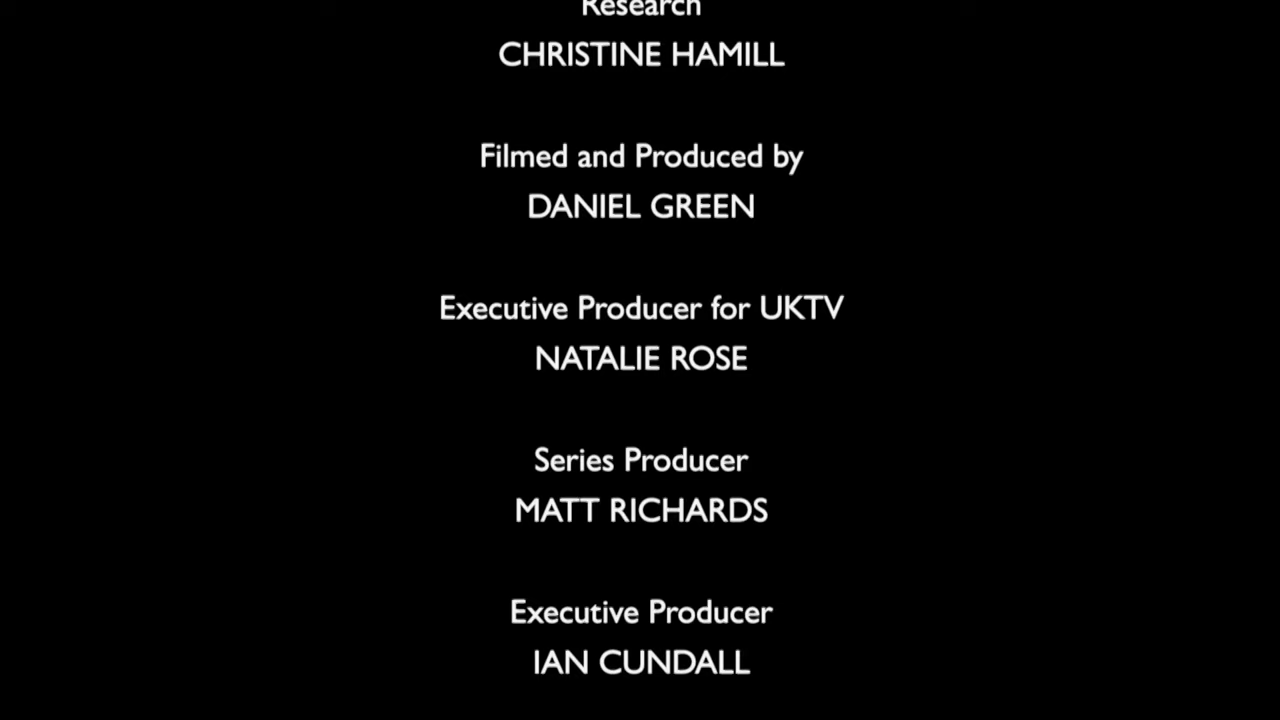 Research
CHRISTINE HAMILL
Filmed and Produced by
DANIEL GREEN
Executive Producer for UKTV
NATALIE ROSE
Series Producer
MATT RICHARDS
Executive Producer
IAN CUNDALL